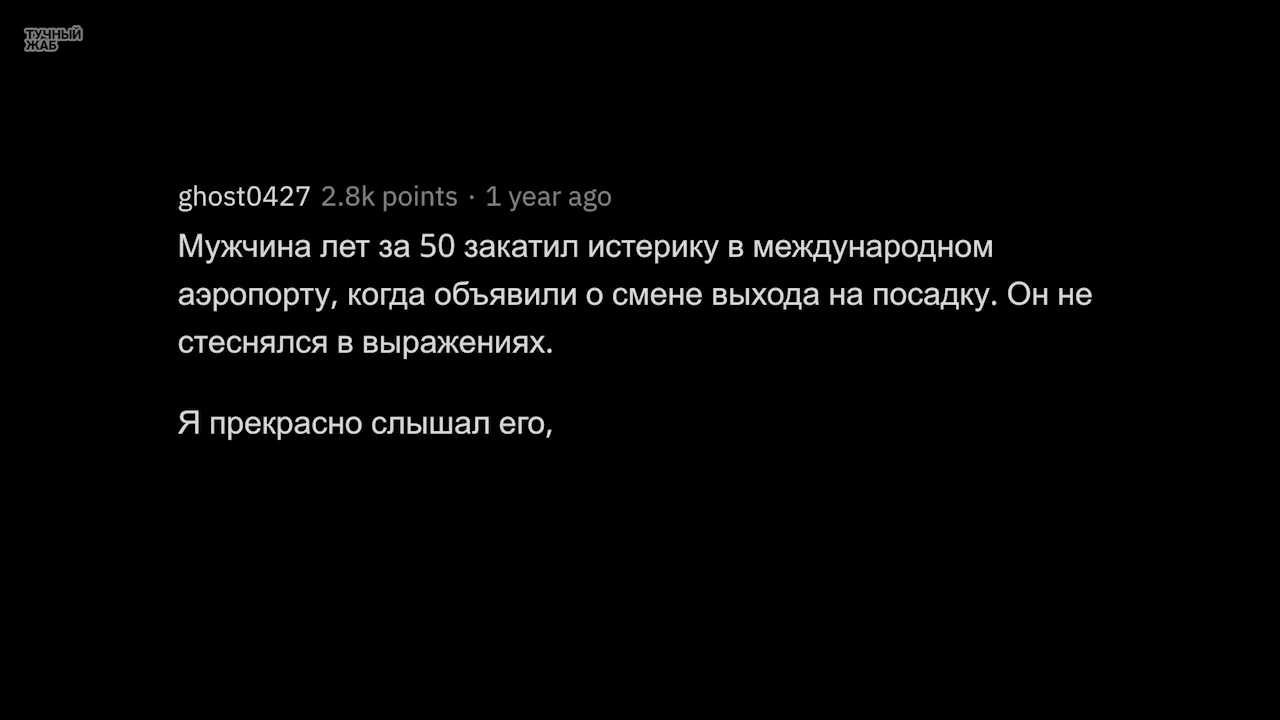 ТУЧНЫЙ
ЖАБ
ghost0427 2.8k points · 1 year ago
Мужчина лет за 50 закатил истерику в международном
аэропорту, когда объявили о смене выхода на посадку. Он не
стеснялся в выражениях.
Я прекрасно слышал его,